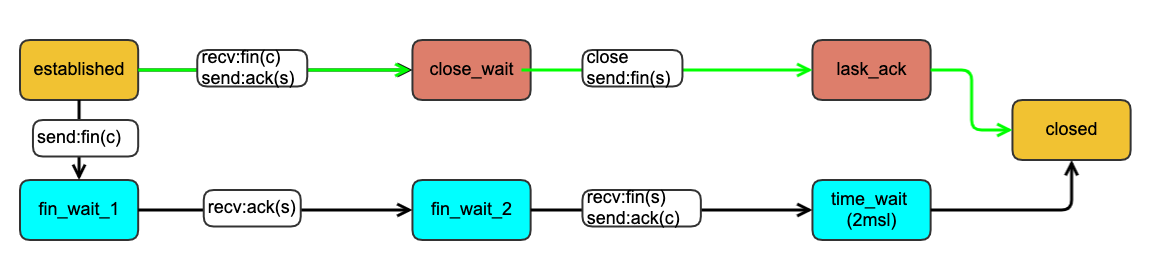 established
recv:fin(c)
send:ack(s)
close_wait
close
send:fin(s)
lask_ack
closed
send:fin(c)
fin_wait_1
recv:ack(s)
fin_wait_2
recv:fin(s)
send:ack(c)
time_wait
(2msl)